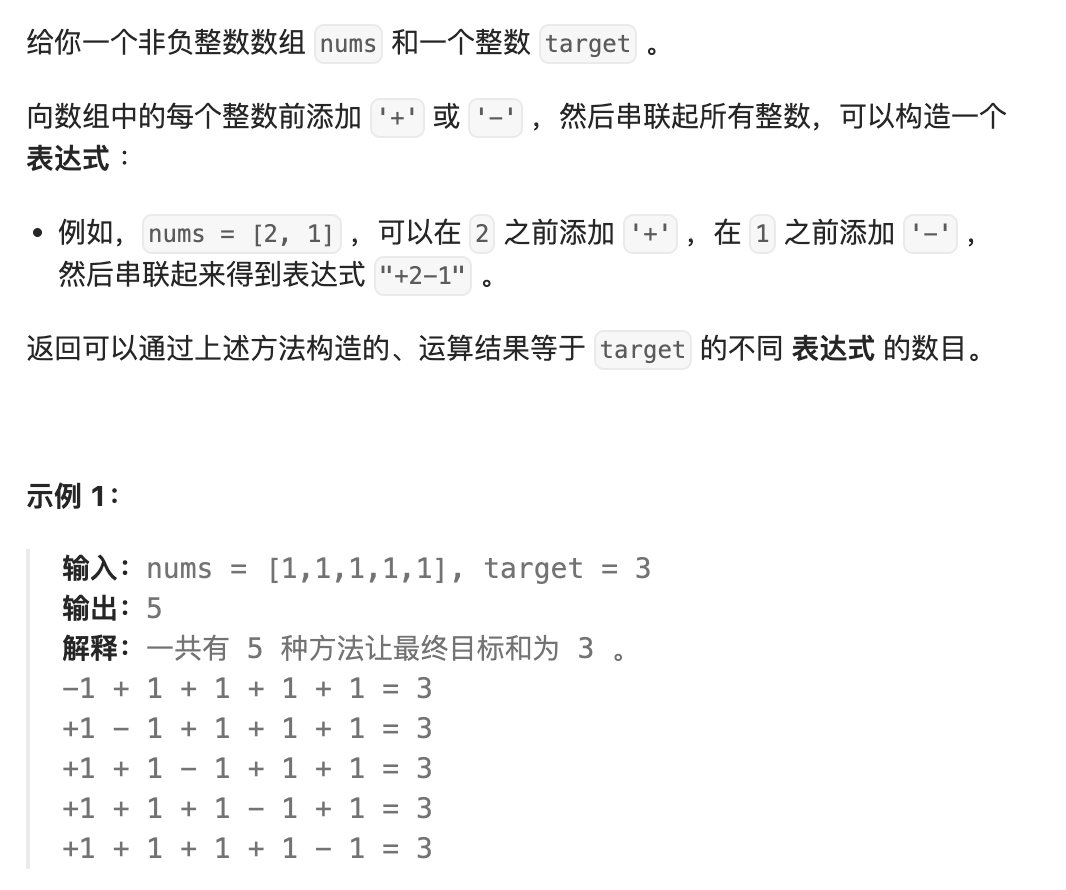 给你一个非负整数数组 nums 和一个整数 target 。
向数组中的每个整数前添加 '+' 或 '-' ，然后串联起所有整数，可以构造一个
表达式 ：
• 例如，nums = [2, 1] ，可以在 2 之前添加 '+' ，在 1 之前添加 '-' ，
然后串联起来得到表达式 "+2-1" 。
返回可以通过上述方法构造的、运算结果等于 target 的不同 表达式 的数目。
示例 1：
输入：nums = [1,1,1,1,1], target = 3
输出：5
解释：一共有 5 种方法让最终目标和为 3 。
-1 + 1 + 1 + 1 + 1 = 3
+1 - 1 + 1 + 1 + 1 = 3
+1 + 1 - 1 + 1 + 1 = 3
+1 + 1 + 1 - 1 + 1 = 3
+1 + 1 + 1 + 1 - 1 = 3